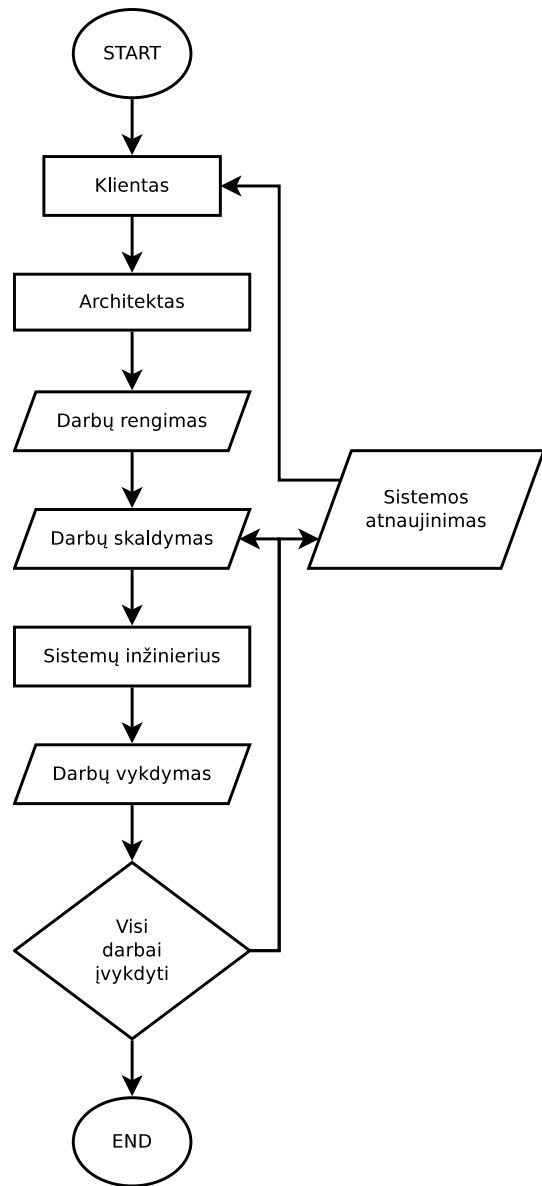 START
Klientas
Architektas
Darbų rengimas
Sistemos
atnaujinimas
Darbų skaldymas
Sistemų inžinierius
Darbų vykdymas
Visi
darbai
įvykdyti
END